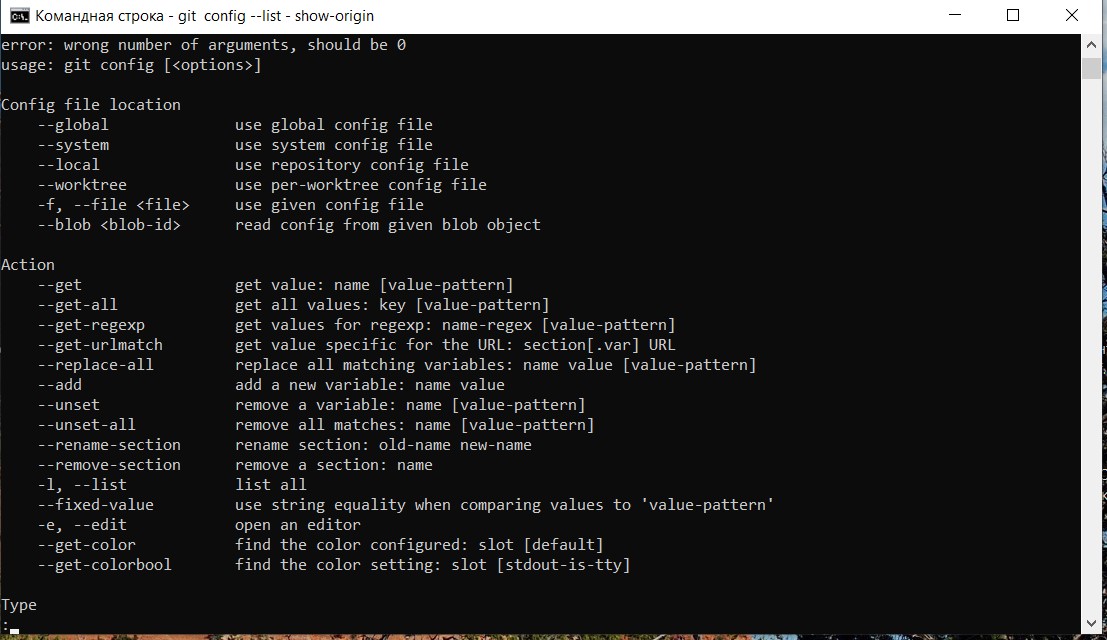 Командная строка - git  config --list - show-origin
error: wrong number of arguments, should be 0
usage: git config [<options>]
Config file location
    --global              use global config file
    --system              use system config file
    --local               use repository config file
    --worktree            use per-worktree config file
    -f, --file <file>     use given config file
    --blob <blob-id>      read config from given blob object
Action
    --get                 get value: name [value-pattern]
    --get-all             get all values: key [value-pattern]
    --get-regexp          get values for regexp: name-regex [value-pattern]
    --get-urlmatch        get value specific for the URL: section[.var] URL
    --replace-all         replace all matching variables: name value [value-pattern]
    --add                 add a new variable: name value
    --unset               remove a variable: name [value-pattern]
    --unset-all           remove all matches: name [value-pattern]
    --rename-section      rename section: old-name new-name
    --remove-section      remove a section: name
    -l, --list            list all
    --fixed-value         use string equality when comparing values to 'value-pattern'
    -e, --edit            open an editor
    --get-color           find the color configured: slot [default]
    --get-colorbool       find the color setting: slot [stdout-is-tty]
Type
: